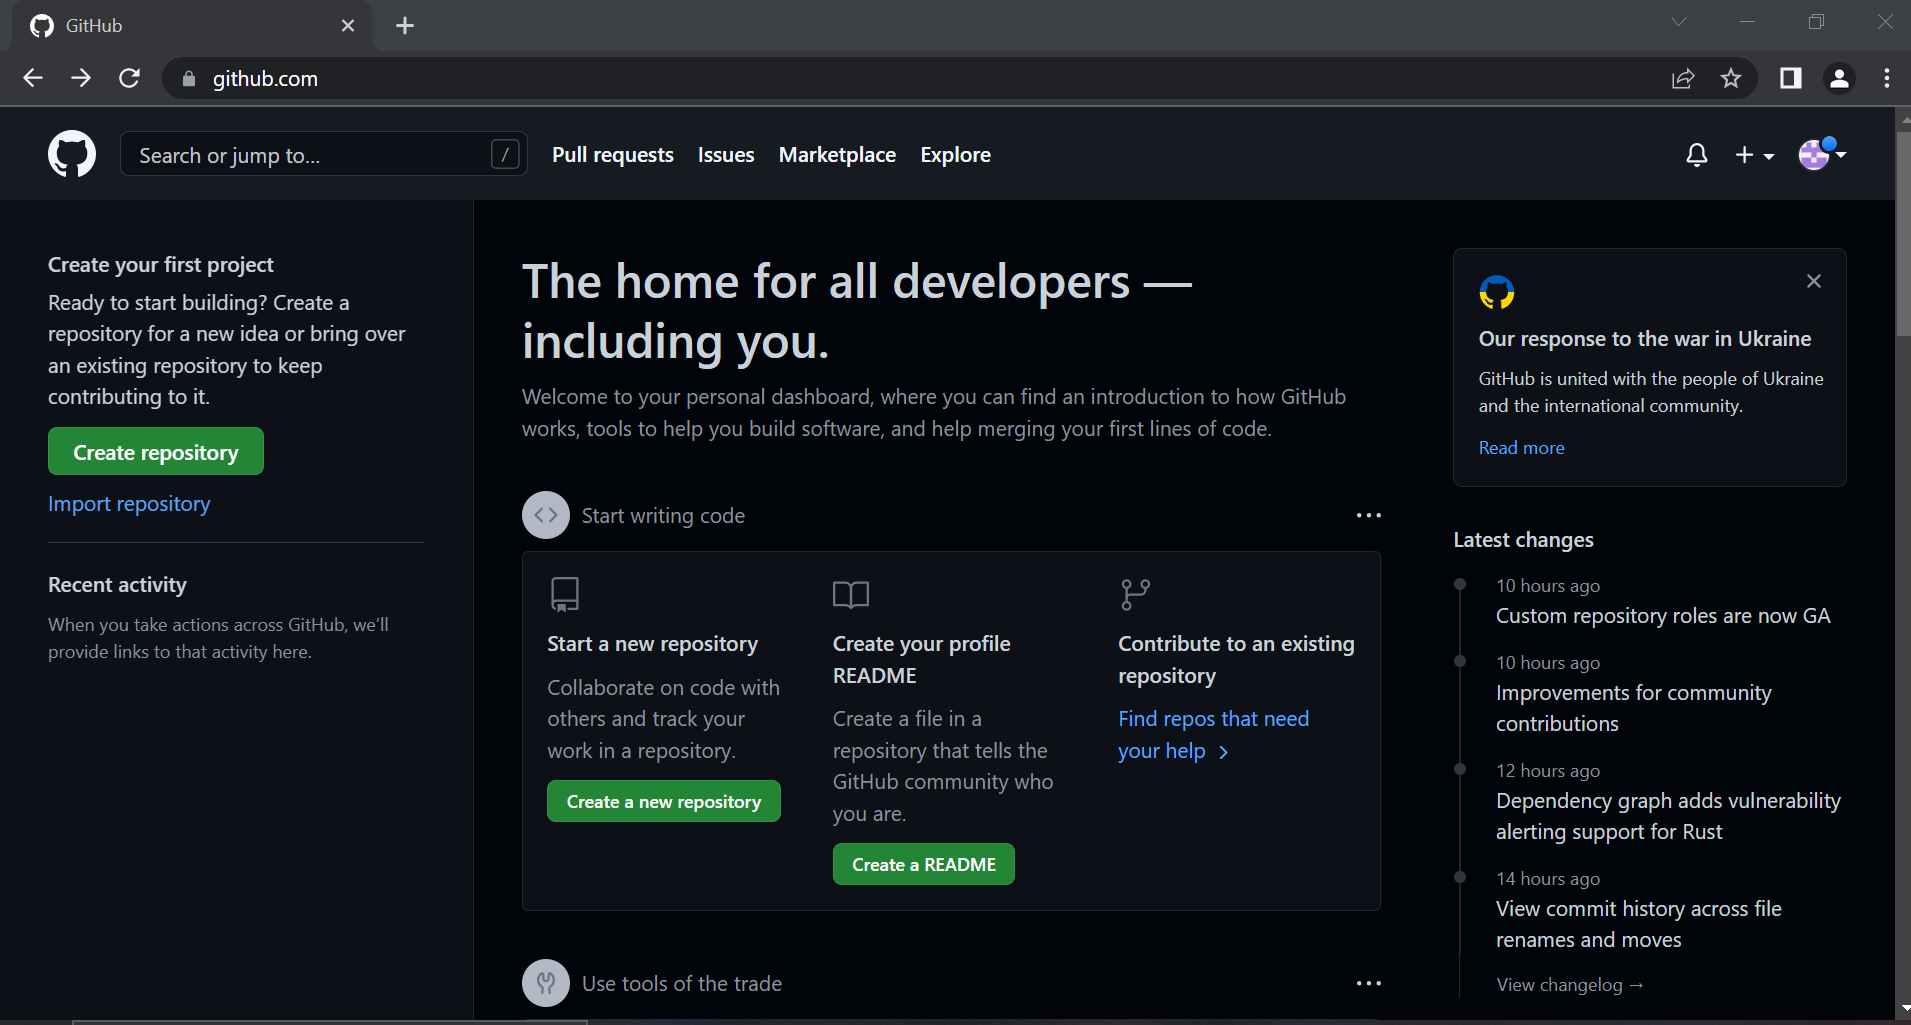 GitHub
github.com
Search or jump to...
/
Pull requests
Issues
Marketplace
Explore
Create your first project
Ready to start building? Create a
repository for a new idea or bring over
an existing repository to keep
contributing to it.
Create repository
Import repository
Recent activity
When you take actions across GitHub, we’ll
provide links to that activity here.
The home for all developers —
including you.
Welcome to your personal dashboard, where you can find an introduction to how GitHub
works, tools to help you build software, and help merging your first lines of code.
Start writing code
Start a new repository
Collaborate on code with
others and track your
work in a repository.
Create a new repository
Create your profile
README
Create a file in a
repository that tells the
GitHub community who
you are.
Create a README
Contribute to an existing
repository
Find repos that need
your help
Use tools of the trade
Our response to the war in Ukraine
GitHub is united with the people of Ukraine
and the international community.
Read more
Latest changes
10 hours ago
Custom repository roles are now GA
10 hours ago
Improvements for community
contributions
12 hours ago
Dependency graph adds vulnerability
alerting support for Rust
14 hours ago
View commit history across file
renames and moves
View changelog →